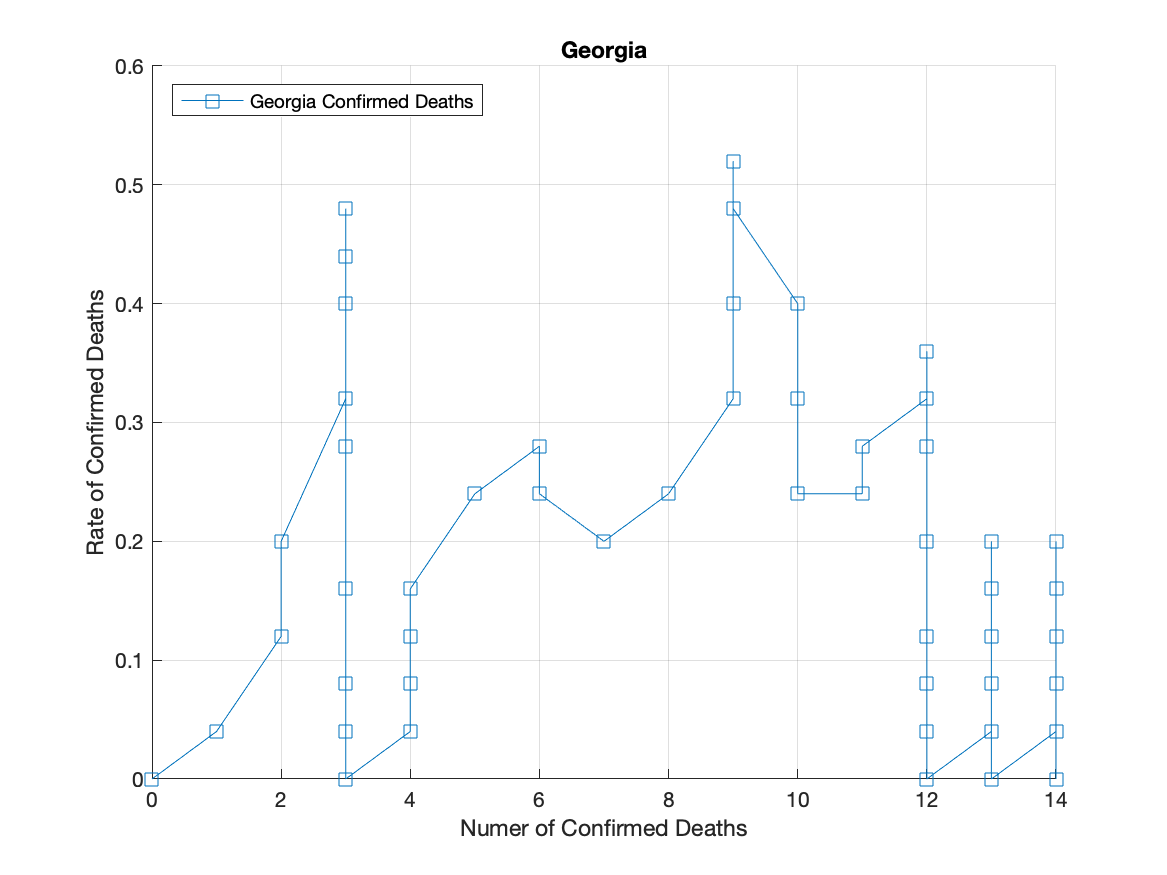 Georgia
Georgia Confirmed Deaths
Rate of Confirmed Deaths
0.6
0.5
0.4
0.3
0.2
0.1
0
0 2 4 6 8 10 12 14
Numer of Confirmed Deaths